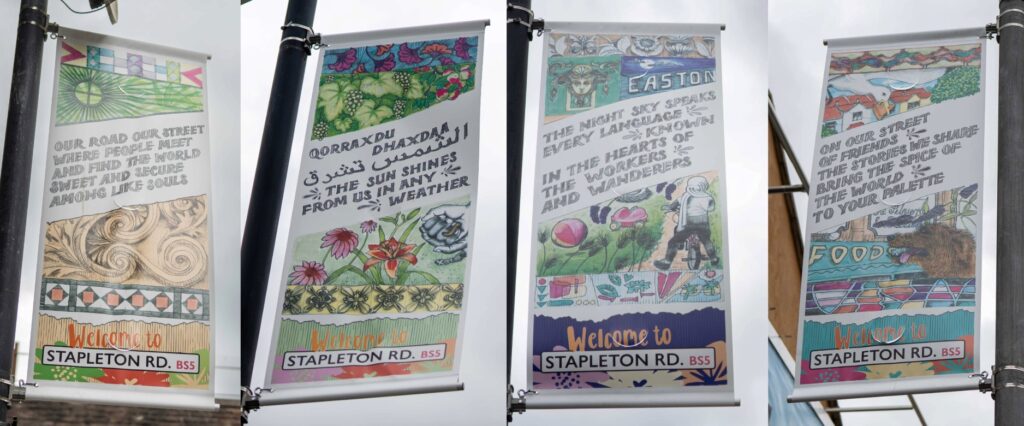 OUR ROAD OUR STREET
WHERE PEOPLE MEET
AND FIND THE WORLD
SWEET AND SECURE
AMONG LIKE SOULS
Welcome to
STAPLETON RD. BS5
QORRAXDU
DHAXDAA
الشمس تشرق
THE SUN SHINES
FROM US IN ANY
WEATHER
Welcome to
STAPLETON RD. BS5
EASTON
THE NIGHT SKY SPEAKS
EVERY LANGUAGE
KNOWN
IN THE HEARTS OF
THE WORKERS
AND WANDERERS
Welcome to
STAPLETON RD. BS5
ON OUR STREET
OF FRIENDS
THE STORIES WE SHARE
BRING THE SPICE OF
THE WORLD
TO YOUR PALETTE
FOOD
Welcome to
STAPLETON RD. BS5